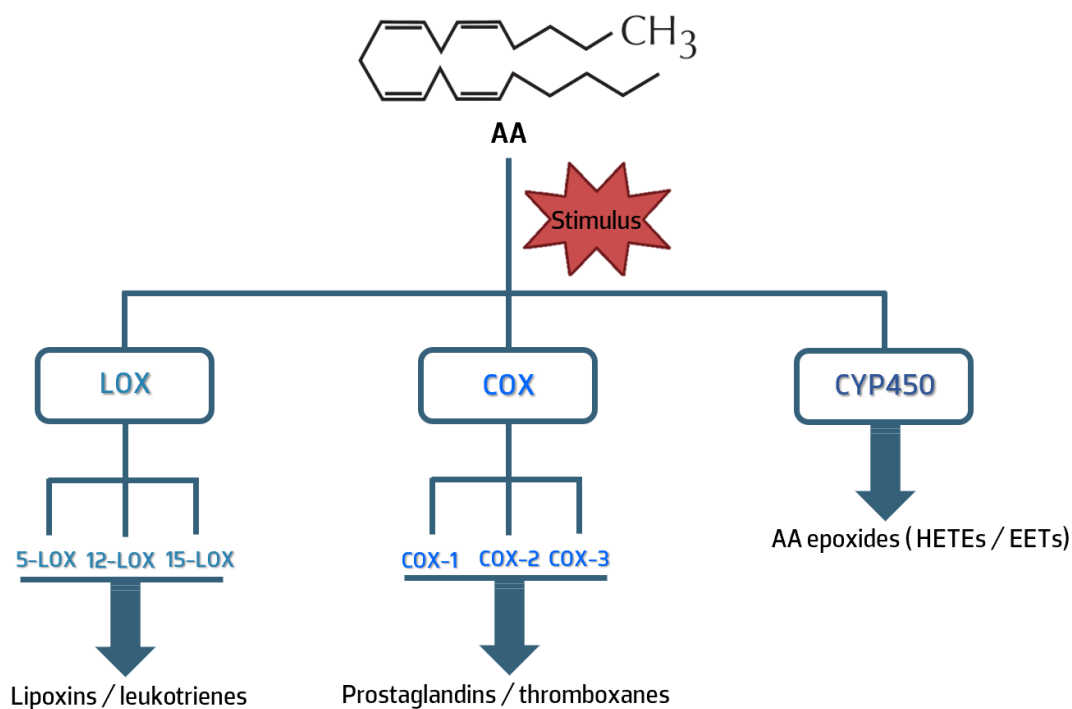 CH3
AA
Stimulus
LOX
COX
CYP450
5-LOX 12-LOX 15-LOX
COX-1 COX-2 COX-3
AA epoxides ( HETEs / EETs)
Lipoxins / leukotrienes
Prostaglandins / thromboxanes